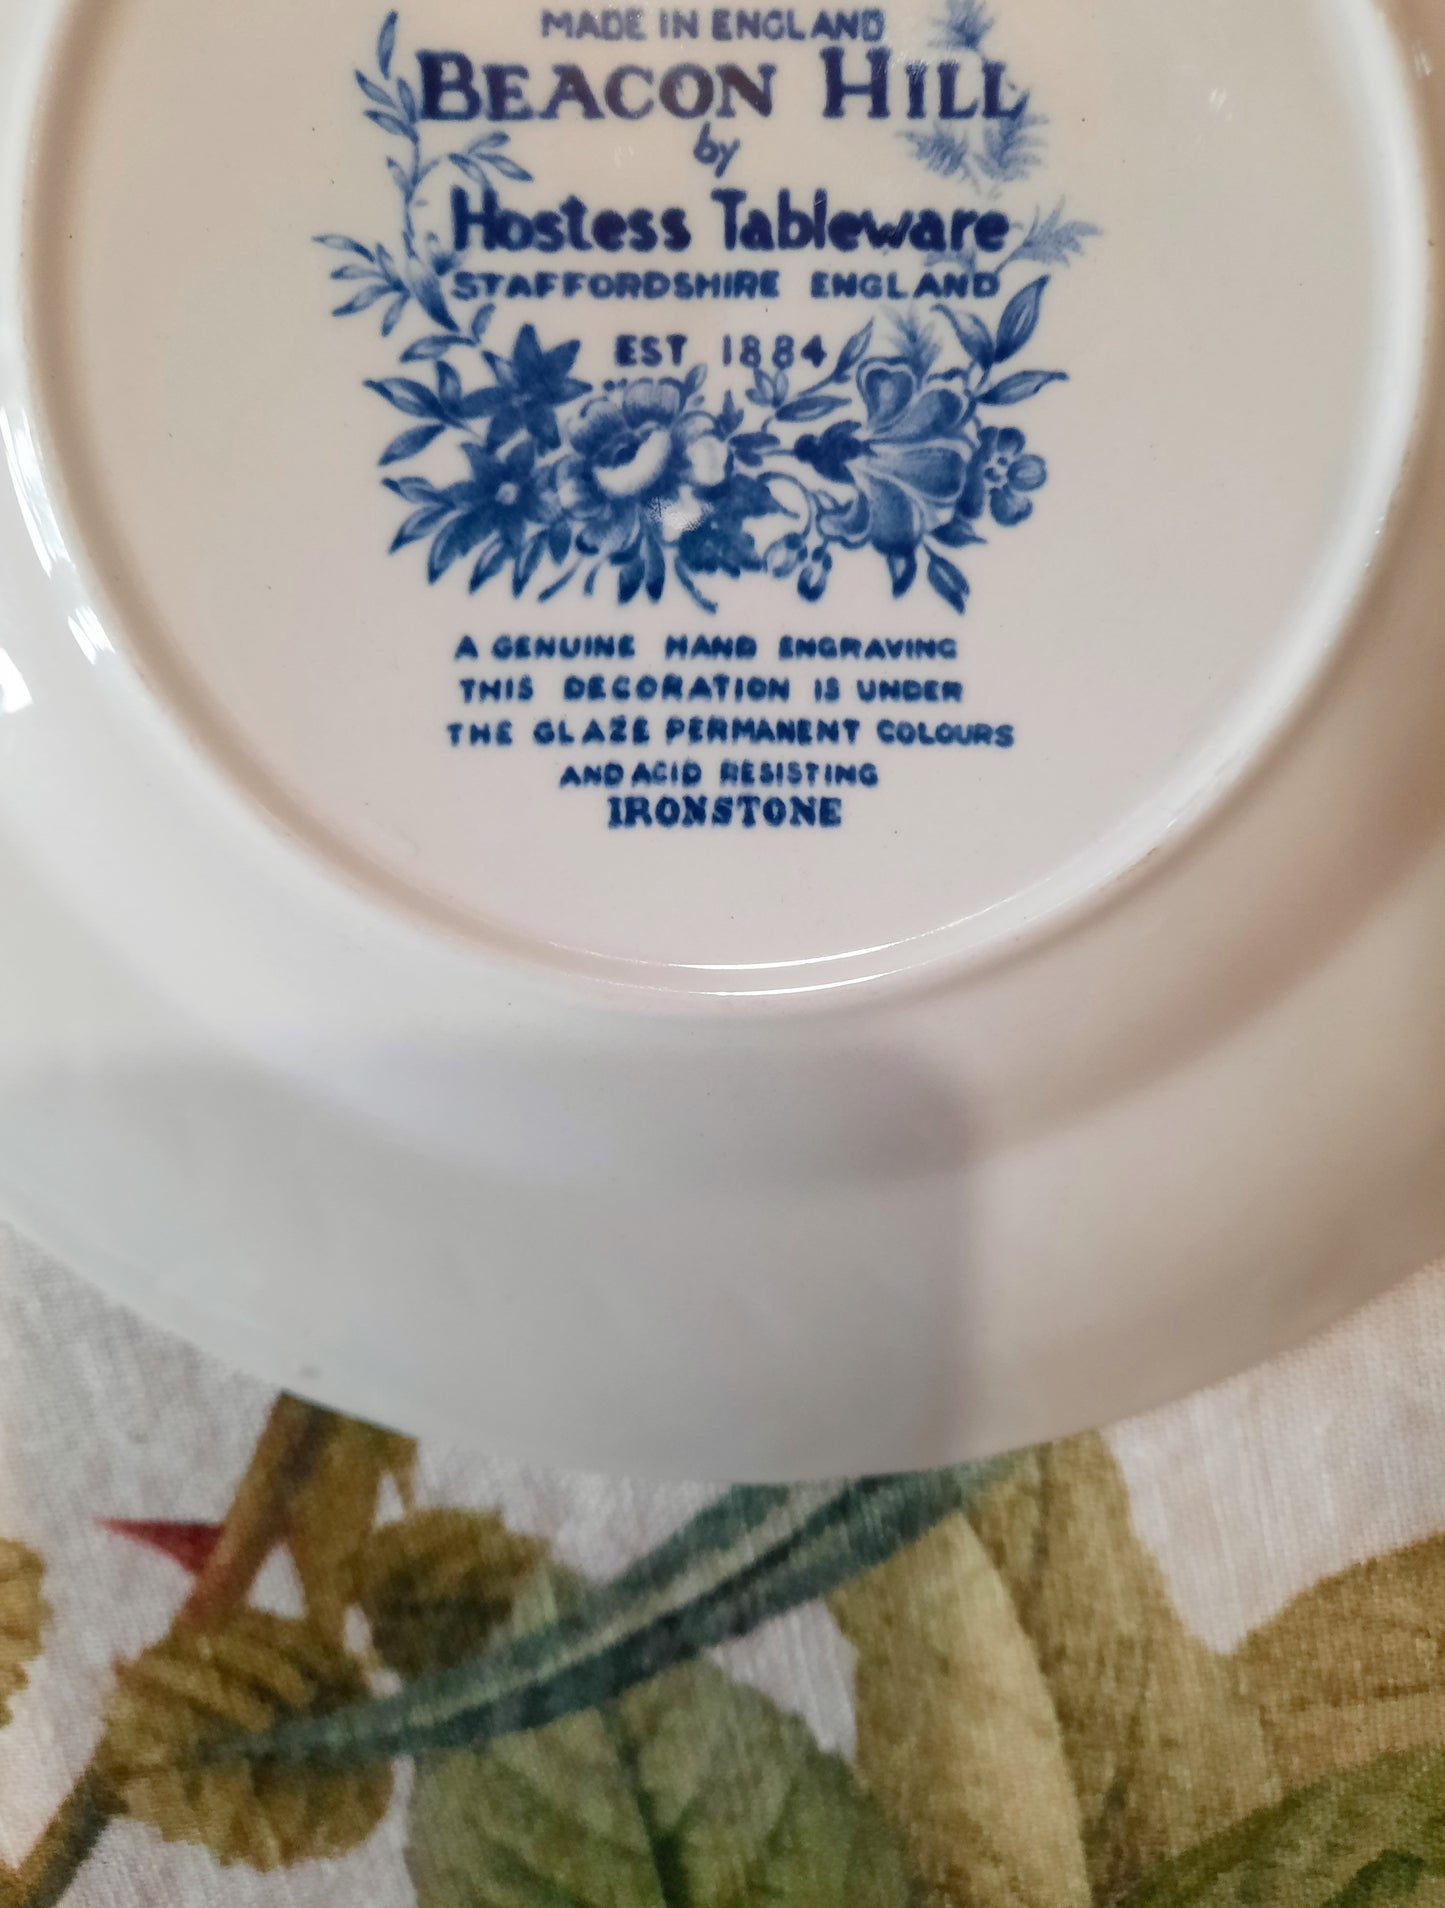 MADE IN ENGLAND
BEACON HILL
by
Hostess Tableware
STAFFORDSHIRE ENGLAND
EST 1884
A GENUINE HAND ENGRAVING
THIS DECORATION IS UNDER
THE GLAZE PERMANENT COLOURS
AND ACID RESISTING
IRONSTONE